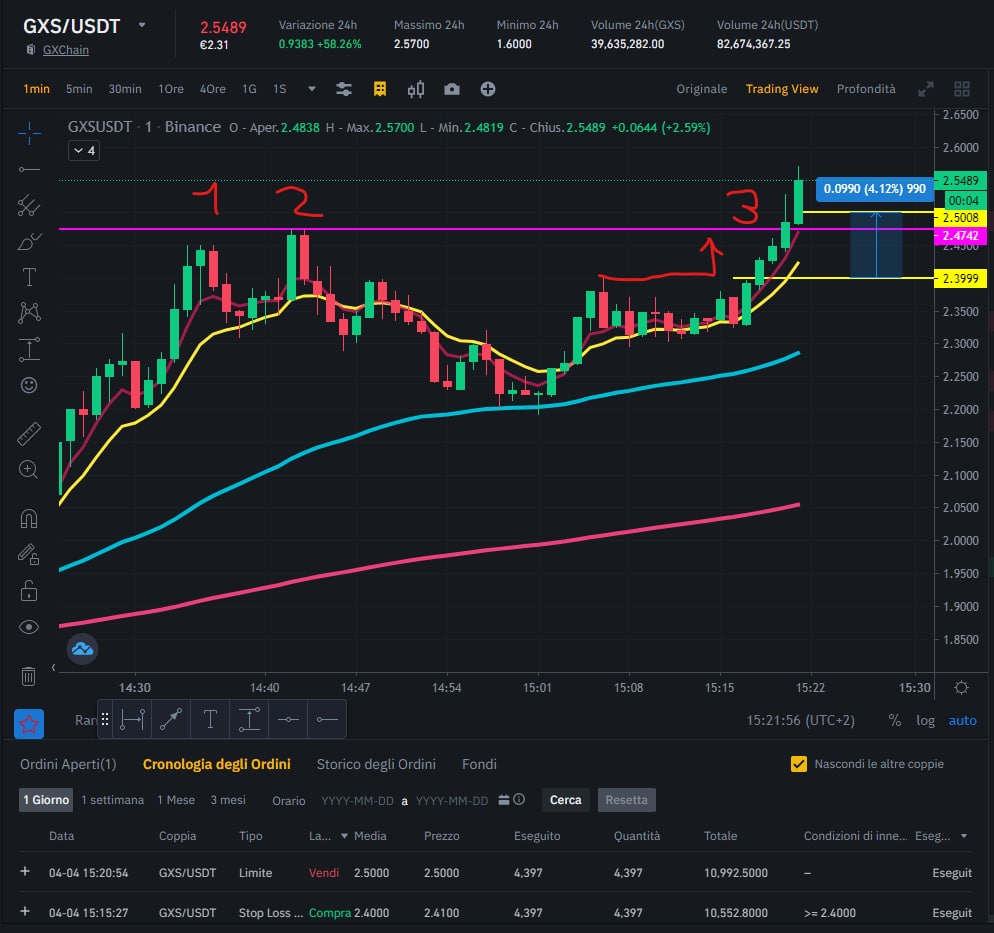 GXS/USDT
GXChain
2.5489
€2.31
Variazione 24h
0.9383 +58.26%
Massimo 24h
2.5700
Minimo 24h
1.6000
Volume 24h(GXS)
39,635,282.00
Volume 24h(USDT)
82,674,367.25
1min 5min 30min 1Ore 4Ore 1G 1S
Originale Trading View Profondità
GXSUSDT · 1 · Binance O - Aper.2.4838 H - Max.2.5700 L - Min.2.4819 C - Chius.2.5489 +0.0644 (+2.59%)
4
1 2 3
0.0990 (4.12%) 990
2.6500
2.6000
2.5489
00:04
2.5008
2.4742
2.3999
2.3500
2.3000
2.2500
2.2000
2.1500
2.1000
2.0500
2.0000
1.9500
1.9000
1.8500
14:30 14:40 14:47 14:54 15:01 15:08 15:15 15:22 15:30
Ran
15:21:56 (UTC+2) % log auto
Ordini Aperti(1) Cronologia degli Ordini Storico degli Ordini Fondi
Nascondi le altre coppie
1 Giorno 1 settimana 1 Mese 3 mesi Orario YYYY-MM-DD a YYYY-MM-DD Cerca Resetta
Data Coppia Tipo La... Media Prezzo Eseguito Quantità Totale Condizioni di inne... Eseg...
+ 04-04 15:20:54 GXS/USDT Limite Vendi 2.5000 2.5000 4,397 4,397 10,992.5000 – Eseguit
+ 04-04 15:15:27 GXS/USDT Stop Loss ... Compra 2.4000 2.4100 4,397 4,397 10,552.8000 >= 2.4000 Eseguit